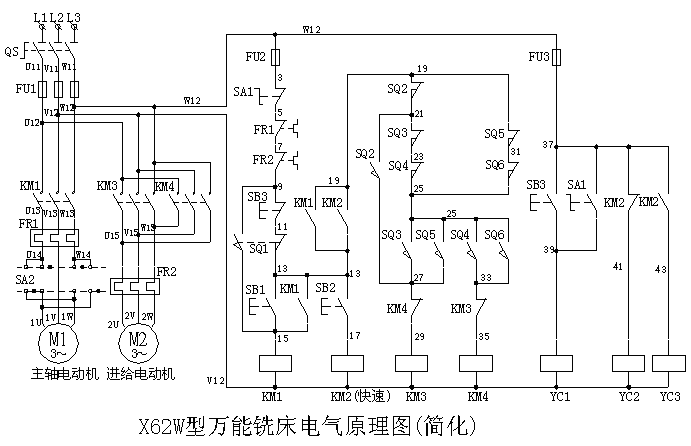 L1 L2 L3
W12
QS
U11 V11 W11
FU1
FU2
FU3
3
19
SA1
SQ2
W12
W12
V12
U12
5
21
FR1
SQ3
SQ5
37
7
31
SQ2
FR2
23
SQ4
SQ6
KM1
KM3
KM4
9
19
25
SB3
SA1
KM2
KM2
SB3
KM1
KM2
U13 V13 W13
V13
W13
U15
V15
25
FR1
11
SQ3
SQ5
SQ4
SQ6
SQ1
39
U14
W14
13
13
27
33
41
43
SA2
FR2
SB1
KM1
SB2
KM4
KM3
1U 1V 1W
2U 2V 2W
15
17
29
35
M1
3~
M2
3~
主轴电动机
进给电动机
V12
KM1
KM2(快速)
KM3
KM4
YC1
YC2
YC3
X62W型万能铣床电气原理图(简化)